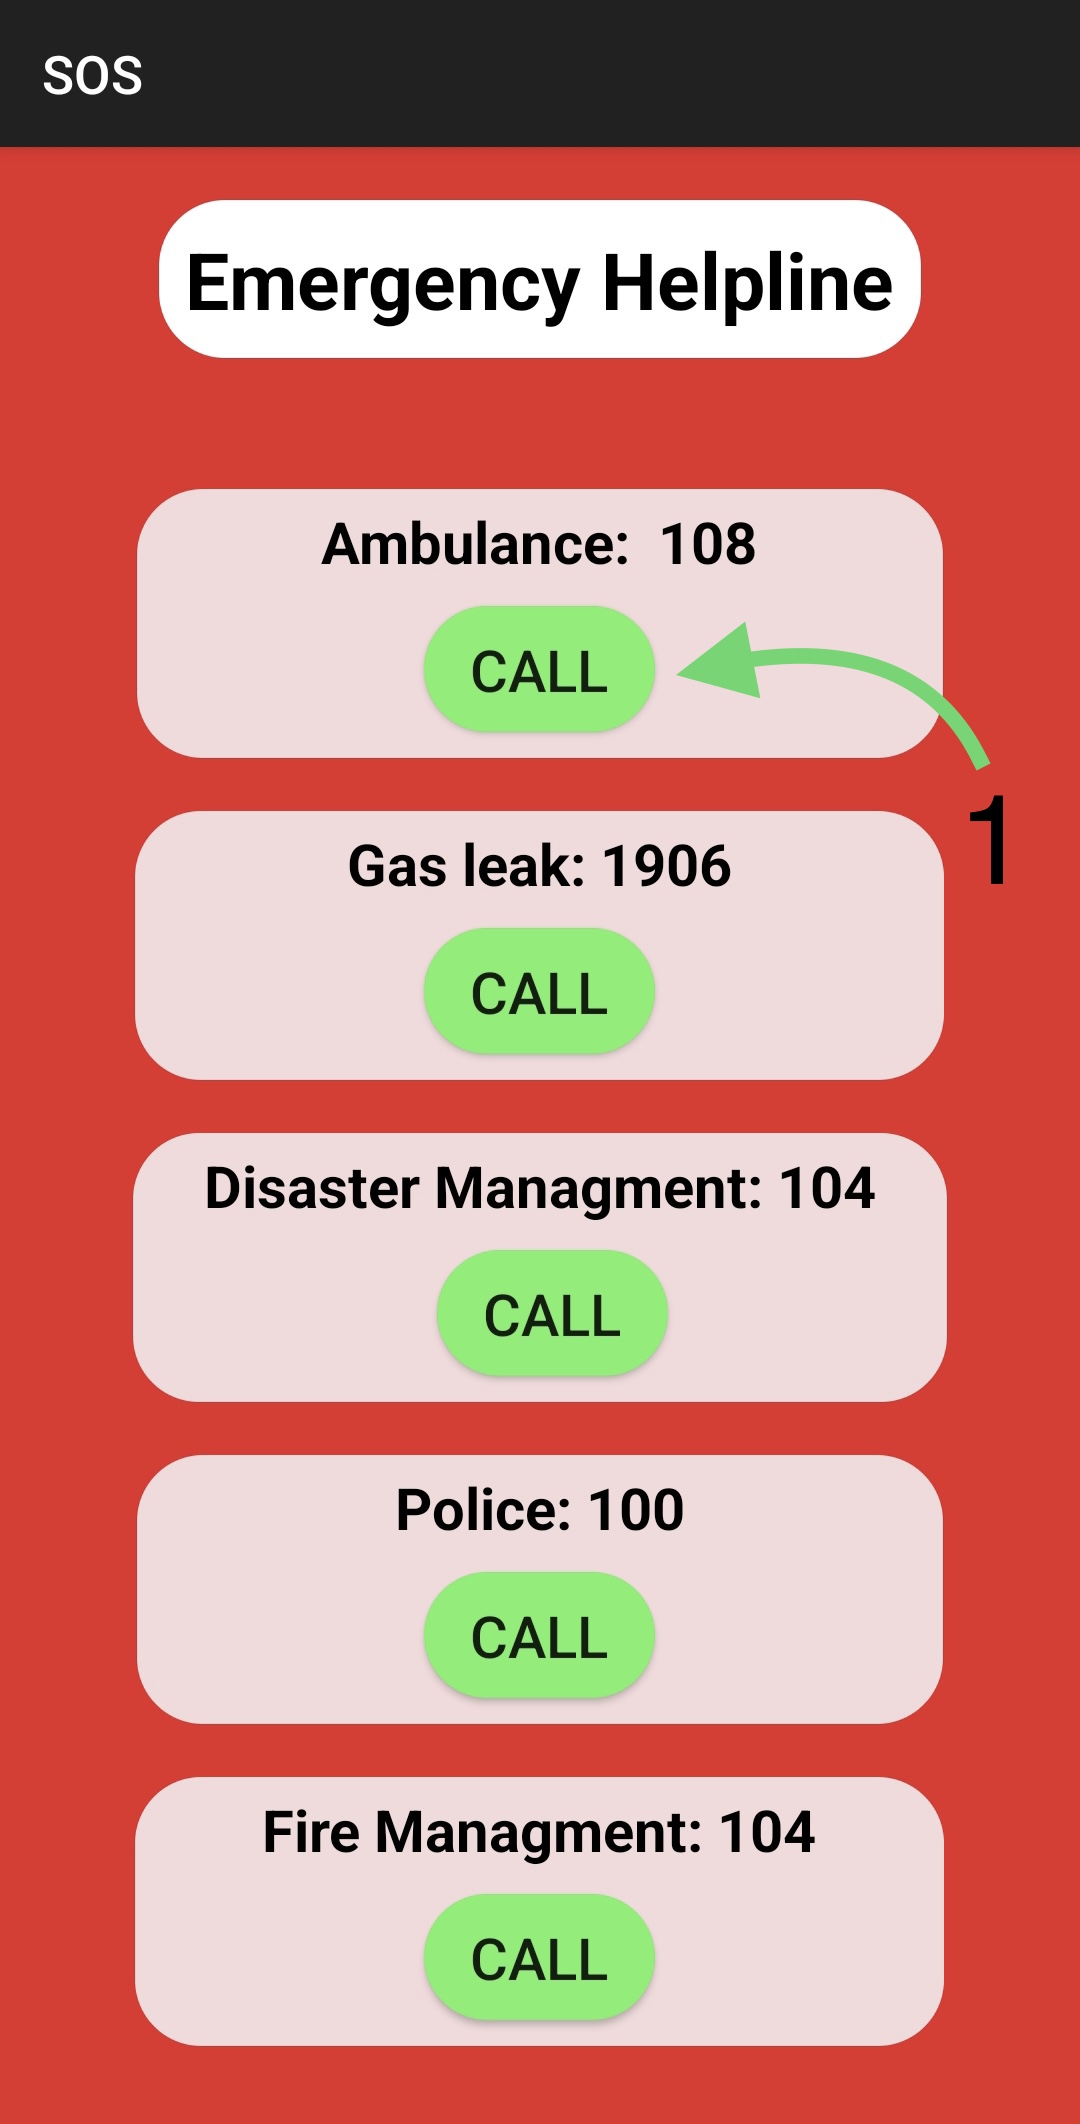 SOS
Emergency Helpline
Ambulance:  108
CALL
1
Gas leak: 1906
CALL
Disaster Managment: 104
CALL
Police: 100
CALL
Fire Managment: 104
CALL